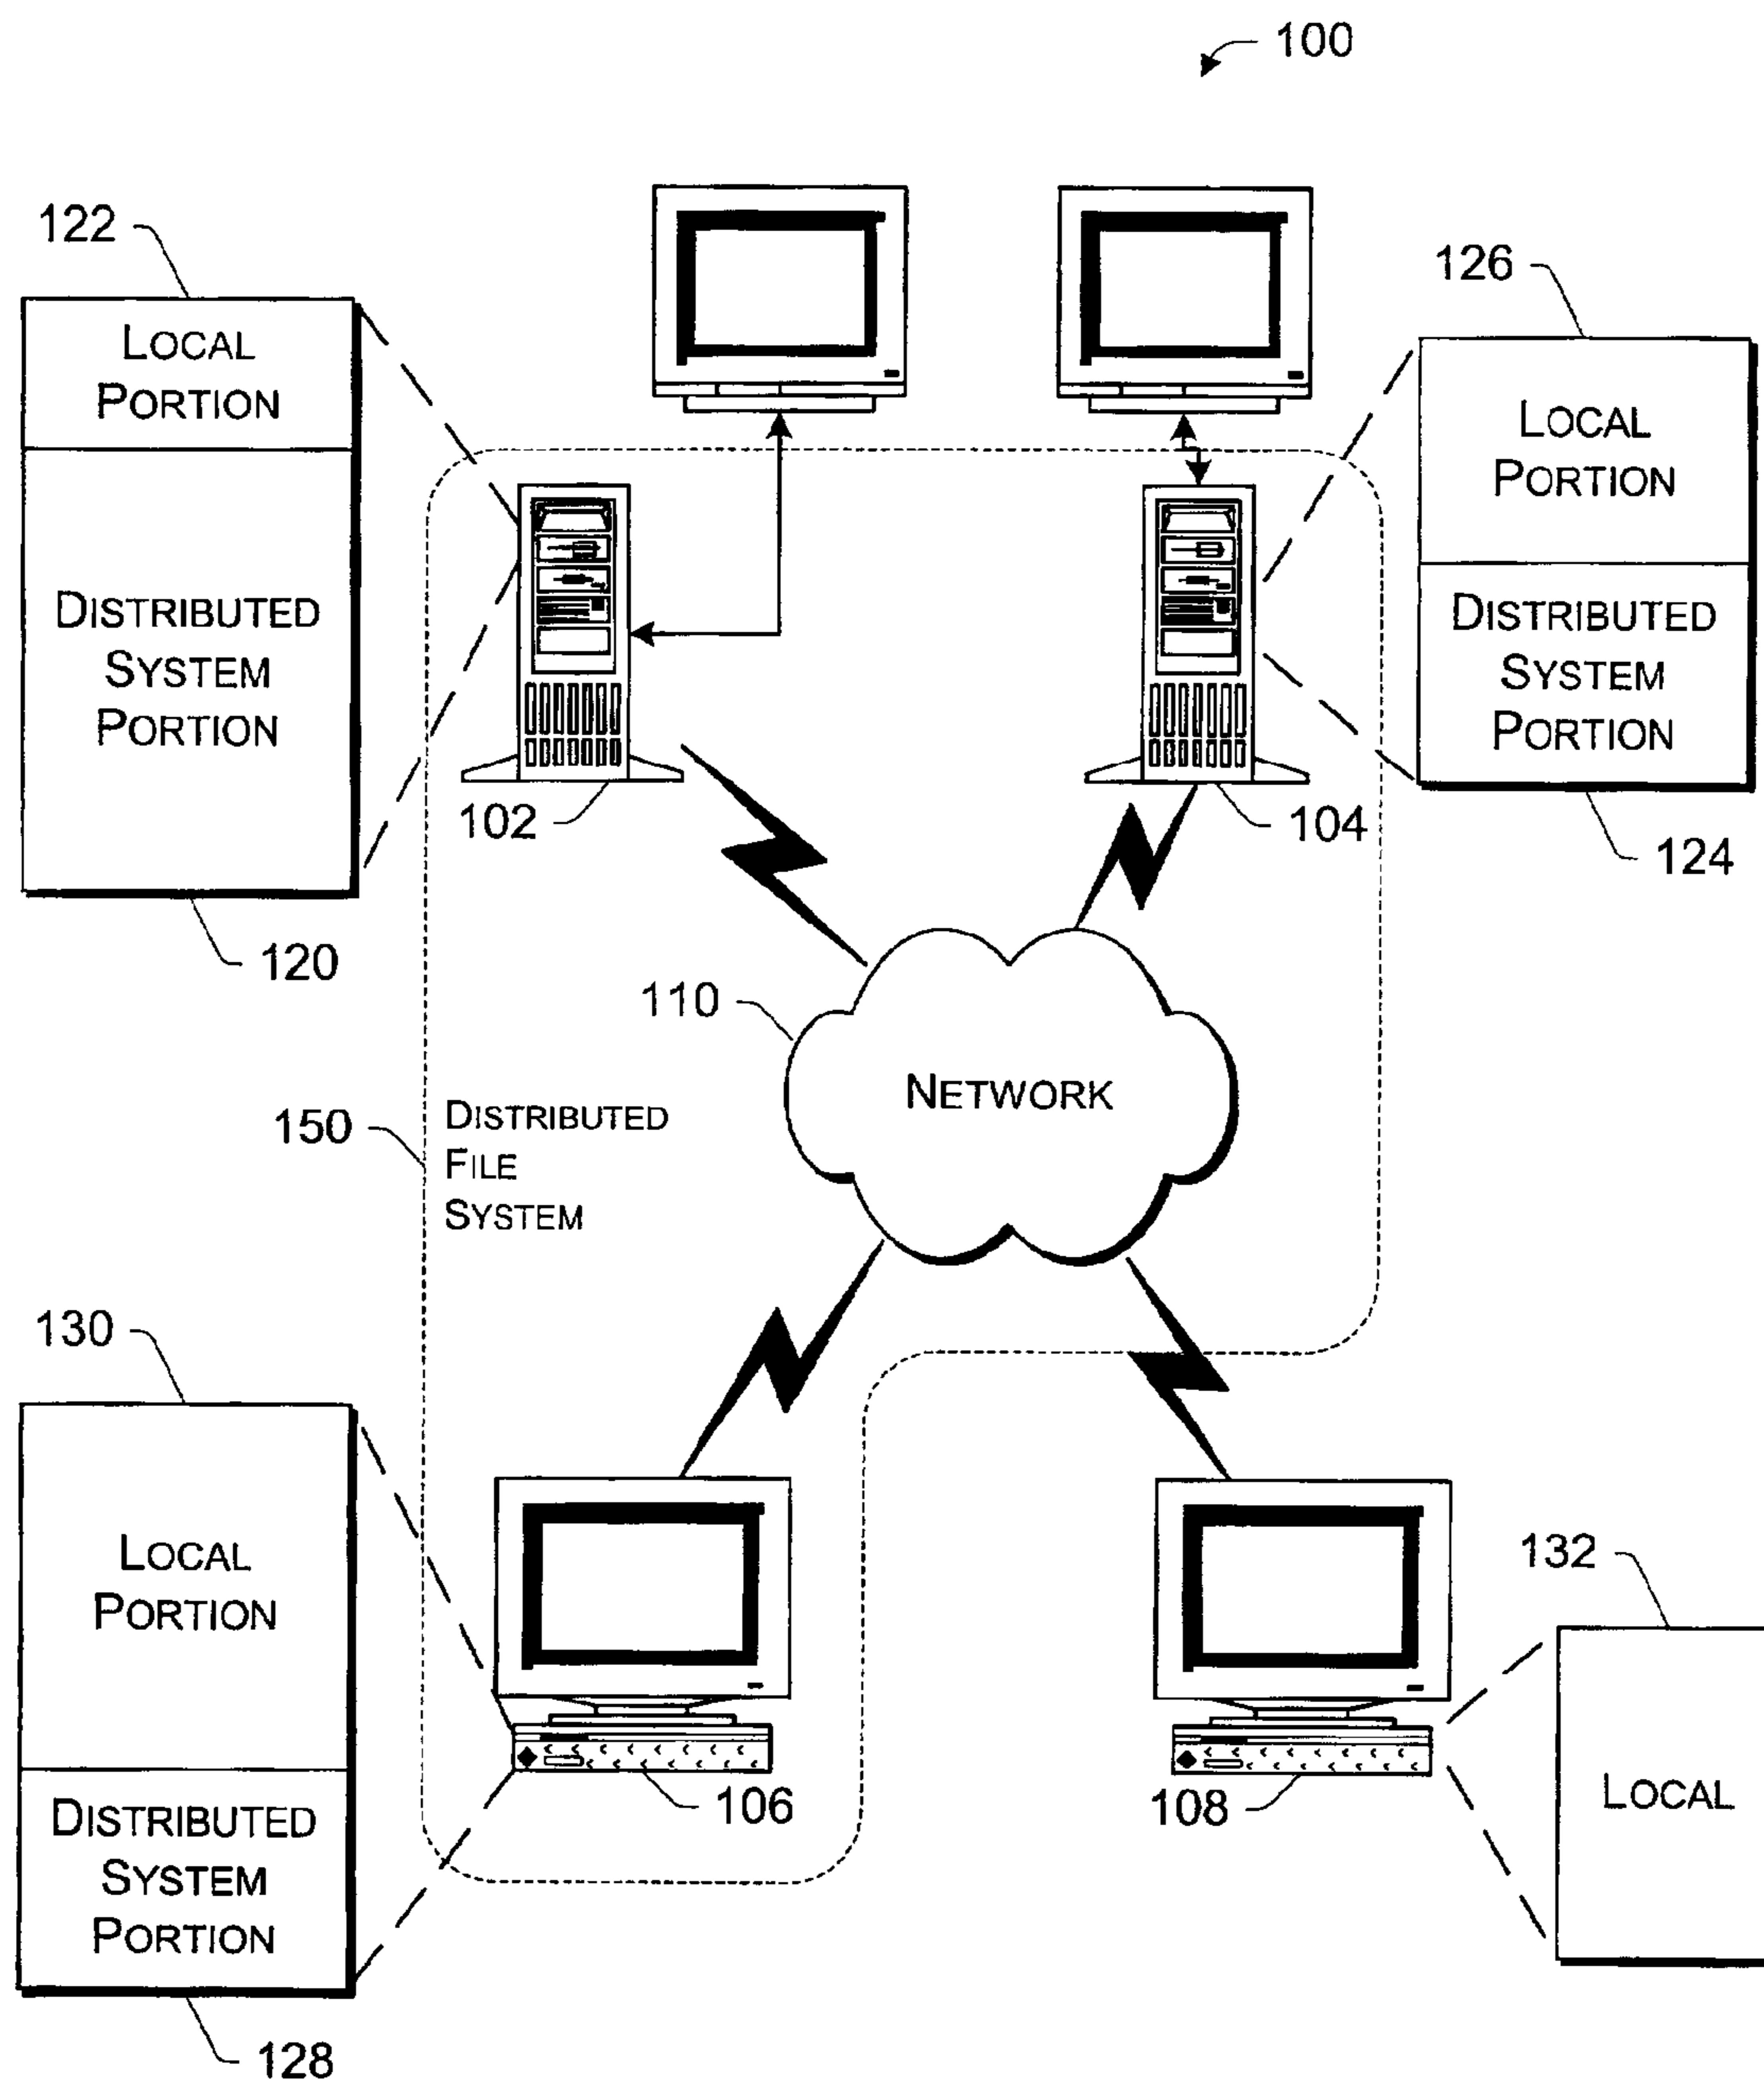 100
122
LOCAL
PORTION
DISTRIBUTED
SYSTEM
PORTION
120
126
LOCAL
PORTION
DISTRIBUTED
SYSTEM
PORTION
124
102
104
110
NETWORK
150
DISTRIBUTED
FILE
SYSTEM
130
LOCAL
PORTION
DISTRIBUTED
SYSTEM
PORTION
128
106
108
132
LOCAL